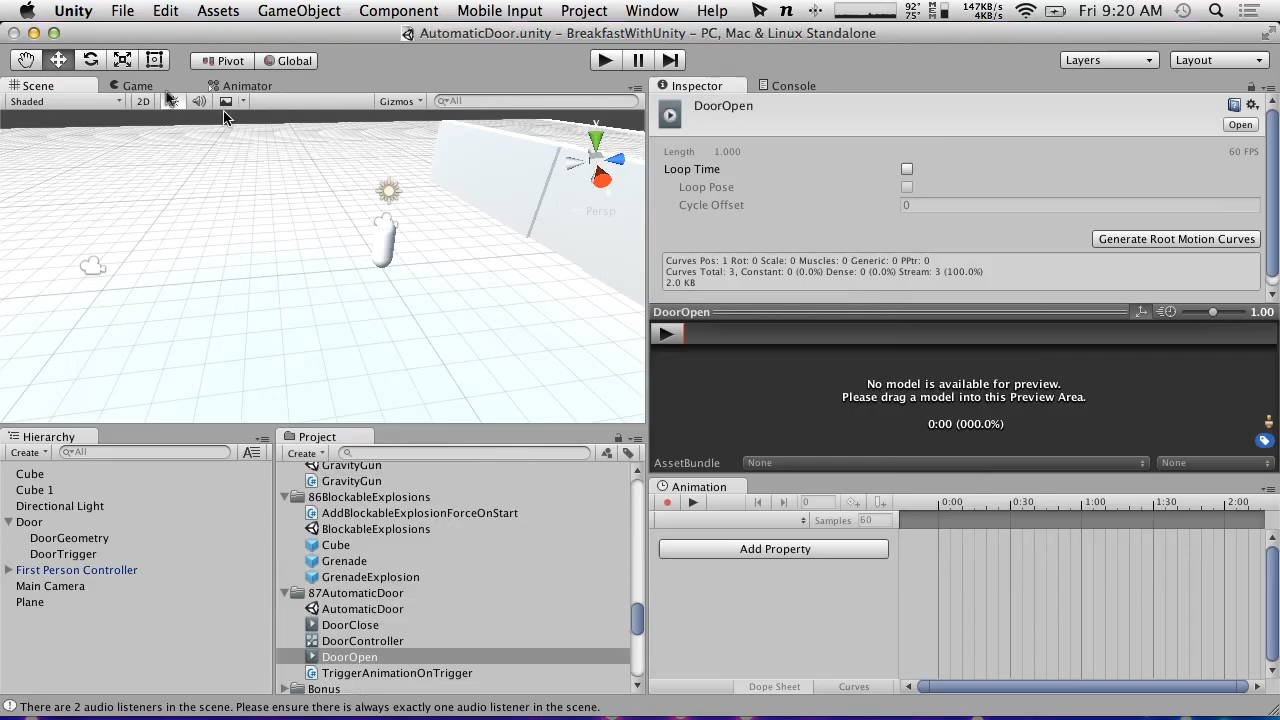 Unity File Edit Assets GameObject Component Mobile Input Project Window Help 92% 75° 147KB/s 4KB/s Fri 9:20 AM
AutomaticDoor.unity – BreakfastWithUnity – PC, Mac & Linux Standalone
Pivot Global Layers Layout
Scene Game Animator
Shaded 2D Gizmos All
y
Persp
Inspector Console
DoorOpen
Open
Length 1.000 60 FPS
Loop Time
Loop Pose
Cycle Offset 0
Generate Root Motion Curves
Curves Pos: 1 Rot: 0 Scale: 0 Muscles: 0 Generic: 0 PPtr: 0
Curves Total: 3, Constant: 0 (0.0%) Dense: 0 (0.0%) Stream: 3 (100.0%)
2.0 KB
DoorOpen 1.00
No model is available for preview.
Please drag a model into this Preview Area.
0:00 (000.0%)
AssetBundle None None
Hierarchy
Create All
Cube
Cube 1
Directional Light
Door
DoorGeometry
DoorTrigger
First Person Controller
Main Camera
Plane
Project
Create
GravityGun
GravityGun
86BlockableExplosions
AddBlockableExplosionForceOnStart
BlockableExplosions
Cube
Grenade
GrenadeExplosion
87AutomaticDoor
AutomaticDoor
DoorClose
DoorController
DoorOpen
TriggerAnimationOnTrigger
Bonus
Animation
0 0:00 0:30 1:00 1:30 2:00
Samples 60
Add Property
Dope Sheet Curves
There are 2 audio listeners in the scene. Please ensure there is always exactly one audio listener in the scene.